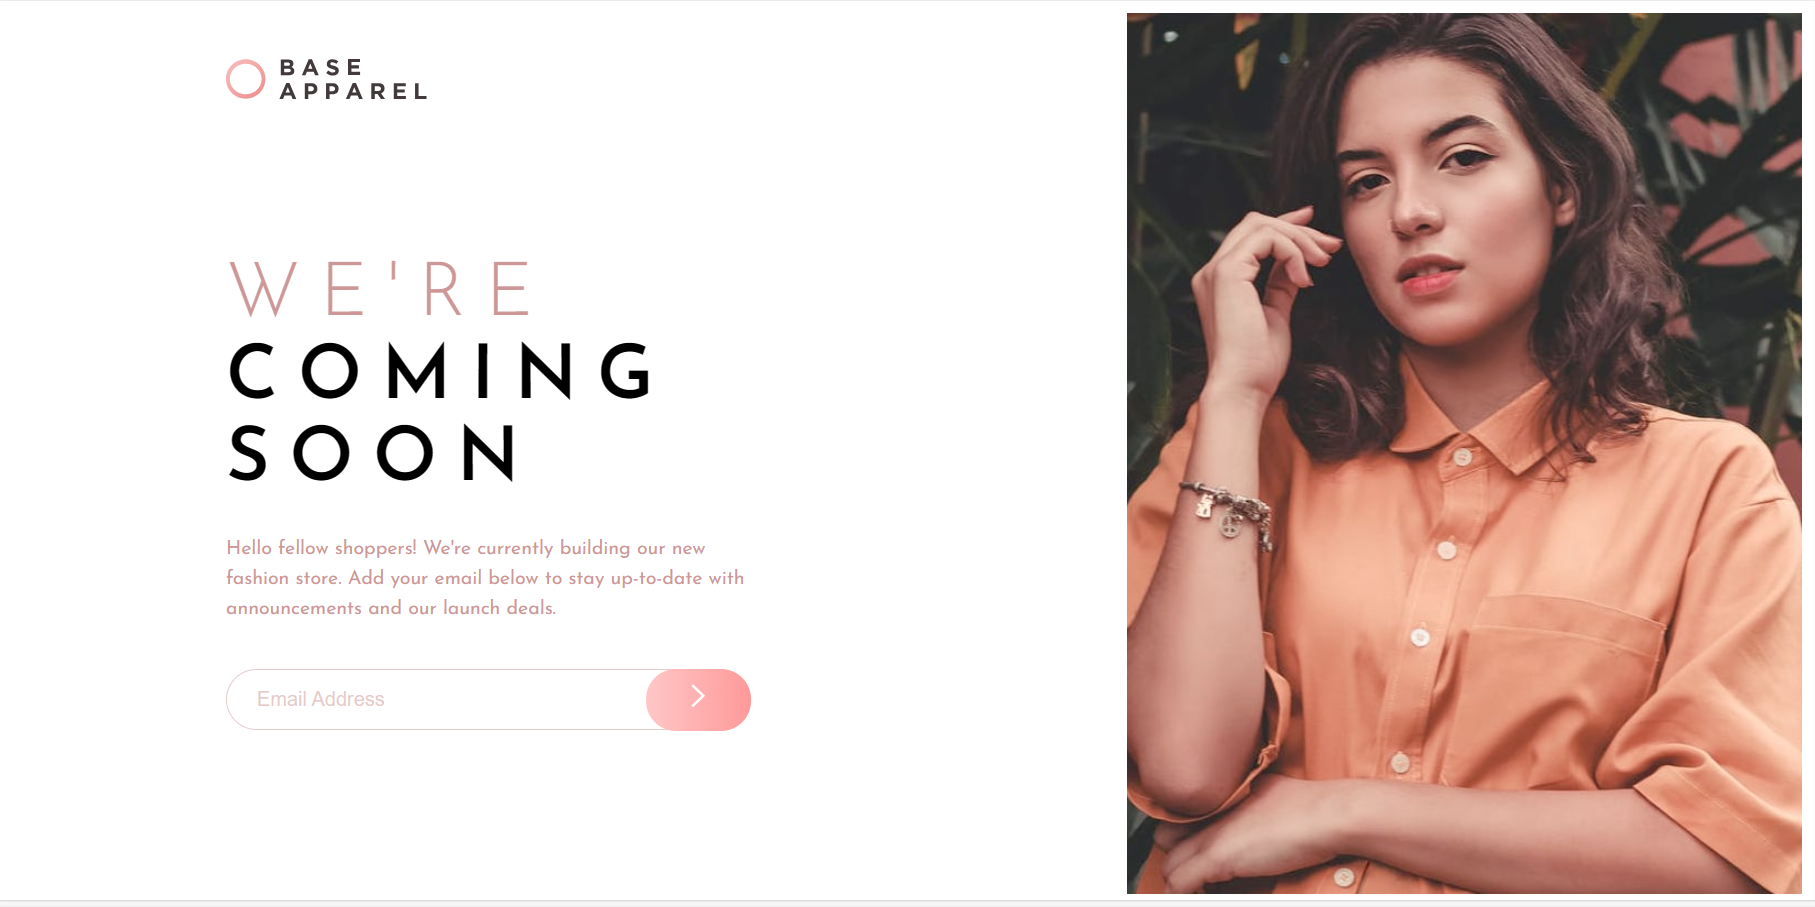 BASE
APPAREL
WE'RE
COMING
SOON
Hello fellow shoppers! We're currently building our new
fashion store. Add your email below to stay up-to-date with
announcements and our launch deals.
Email Address